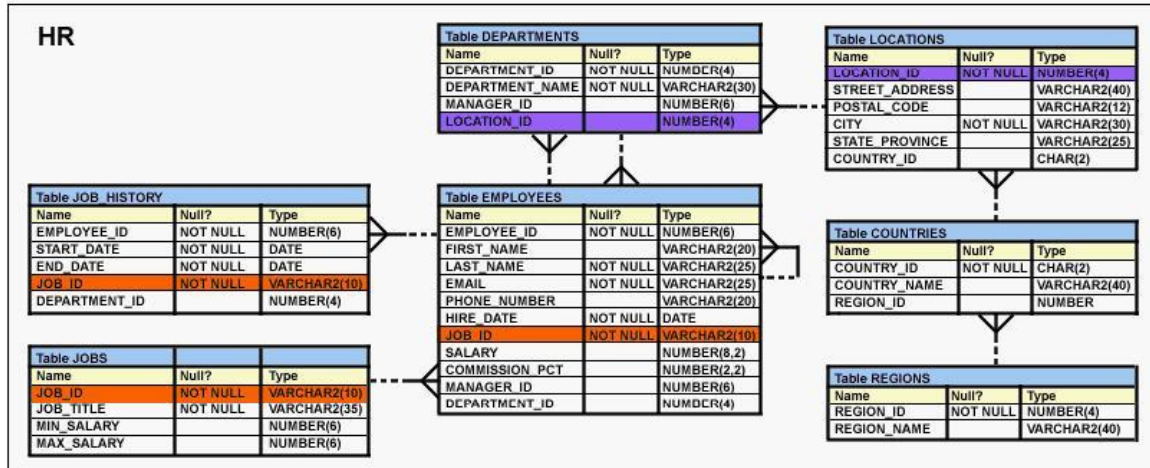 HR
Table DEPARTMENTS
Name Null? Type
DEPARTMENT_ID NOT NULL NUMBER(4)
DEPARTMENT_NAME NOT NULL VARCHAR2(30)
MANAGER_ID NUMBER(6)
LOCATION_ID NUMBER(4)
Table LOCATIONS
Name Null? Type
LOCATION_ID NOT NULL NUMBER(4)
STREET_ADDRESS VARCHAR2(40)
POSTAL_CODE VARCHAR2(12)
CITY NOT NULL VARCHAR2(30)
STATE_PROVINCE VARCHAR2(25)
COUNTRY_ID CHAR(2)
Table JOB_HISTORY
Name Null? Type
EMPLOYEE_ID NOT NULL NUMBER(6)
START_DATE NOT NULL DATE
END_DATE NOT NULL DATE
JOB_ID NOT NULL VARCHAR2(10)
DEPARTMENT_ID NUMBER(4)
Table EMPLOYEES
Name Null? Type
EMPLOYEE_ID NOT NULL NUMBER(6)
FIRST_NAME VARCHAR2(20)
LAST_NAME NOT NULL VARCHAR2(25)
EMAIL NOT NULL VARCHAR2(25)
PHONE_NUMBER VARCHAR2(20)
HIRE_DATE NOT NULL DATE
JOB_ID NOT NULL VARCHAR2(10)
SALARY NUMBER(8,2)
COMMISSION_PCT NUMBER(2,2)
MANAGER_ID NUMBER(6)
DEPARTMENT_ID NUMBER(4)
Table COUNTRIES
Name Null? Type
COUNTRY_ID NOT NULL CHAR(2)
COUNTRY_NAME VARCHAR2(40)
REGION_ID NUMBER
Table JOBS
Name Null? Type
JOB_ID NOT NULL VARCHAR2(10)
JOB_TITLE NOT NULL VARCHAR2(35)
MIN_SALARY NUMBER(6)
MAX_SALARY NUMBER(6)
Table REGIONS
Name Null? Type
REGION_ID NOT NULL NUMBER(4)
REGION_NAME VARCHAR2(40)